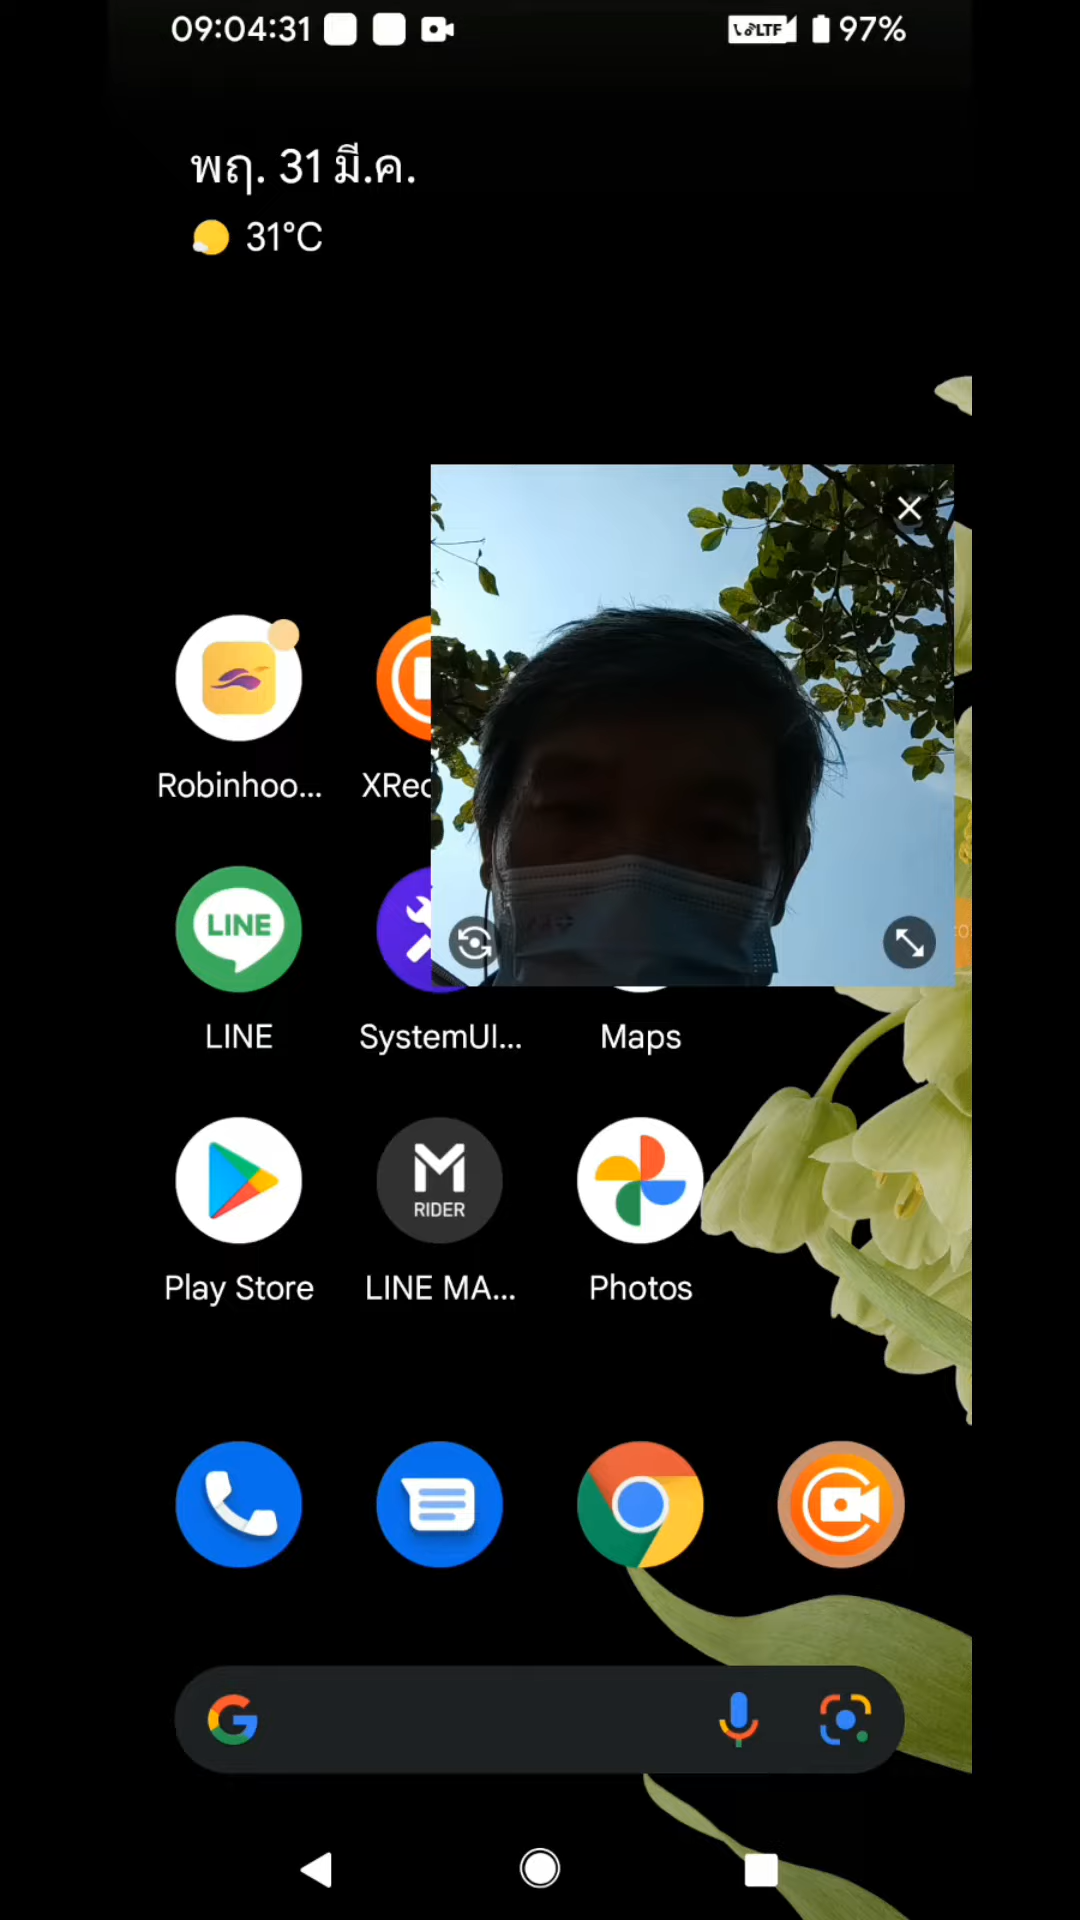 09:04:31 97%
พฤ. 31 มี.ค.
31°C
Robinhoo... XRec
LINE
LINE SystemUI... Maps
M
RIDER
Play Store LINE MA... Photos